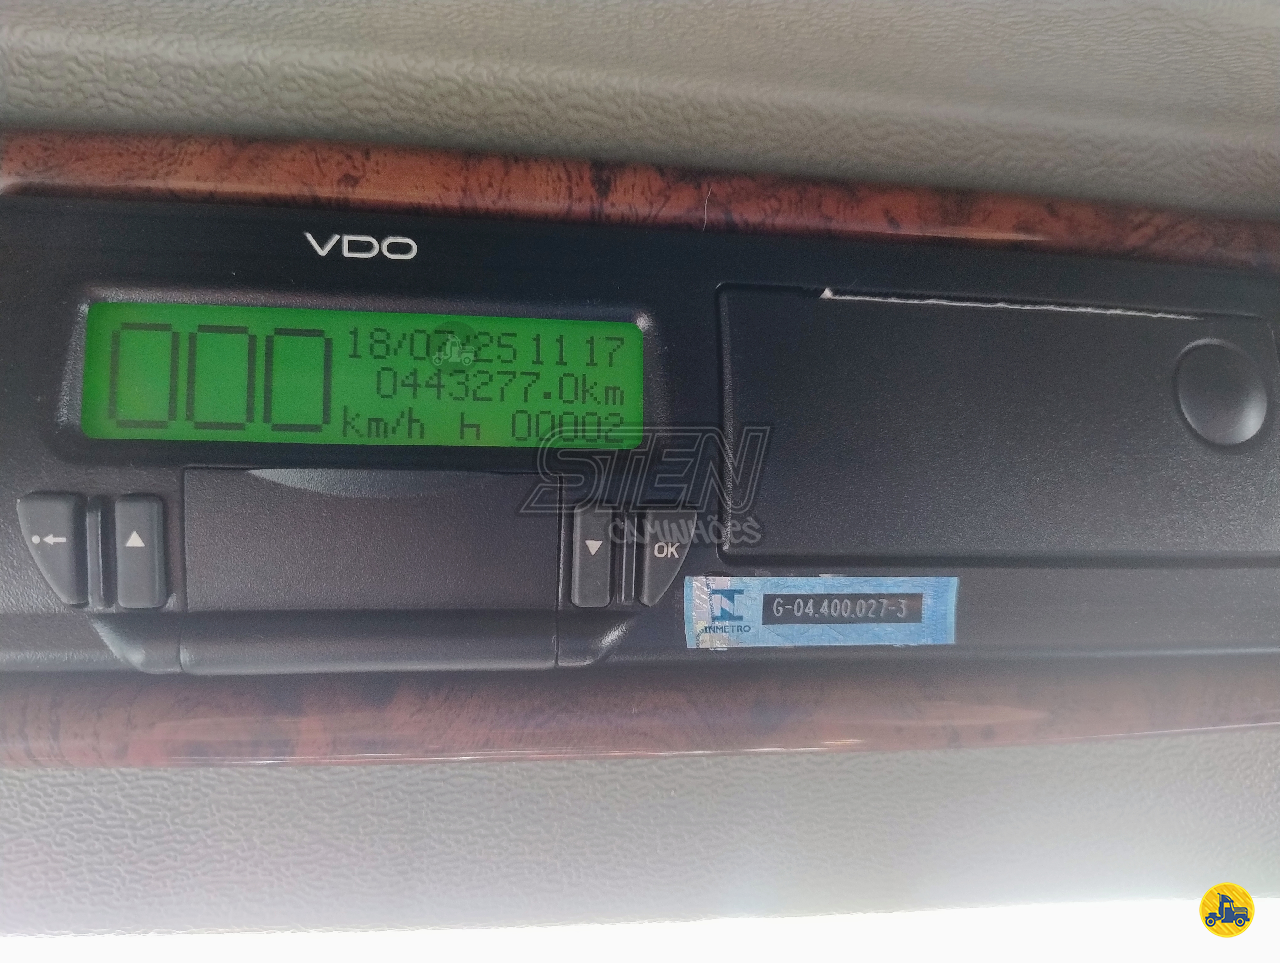 VDO
000 18/07/25 11 17
0443277.0km
km/h 00002
OK
STEN
CAMINHÕES
INMETRO
G-04.400.027-3